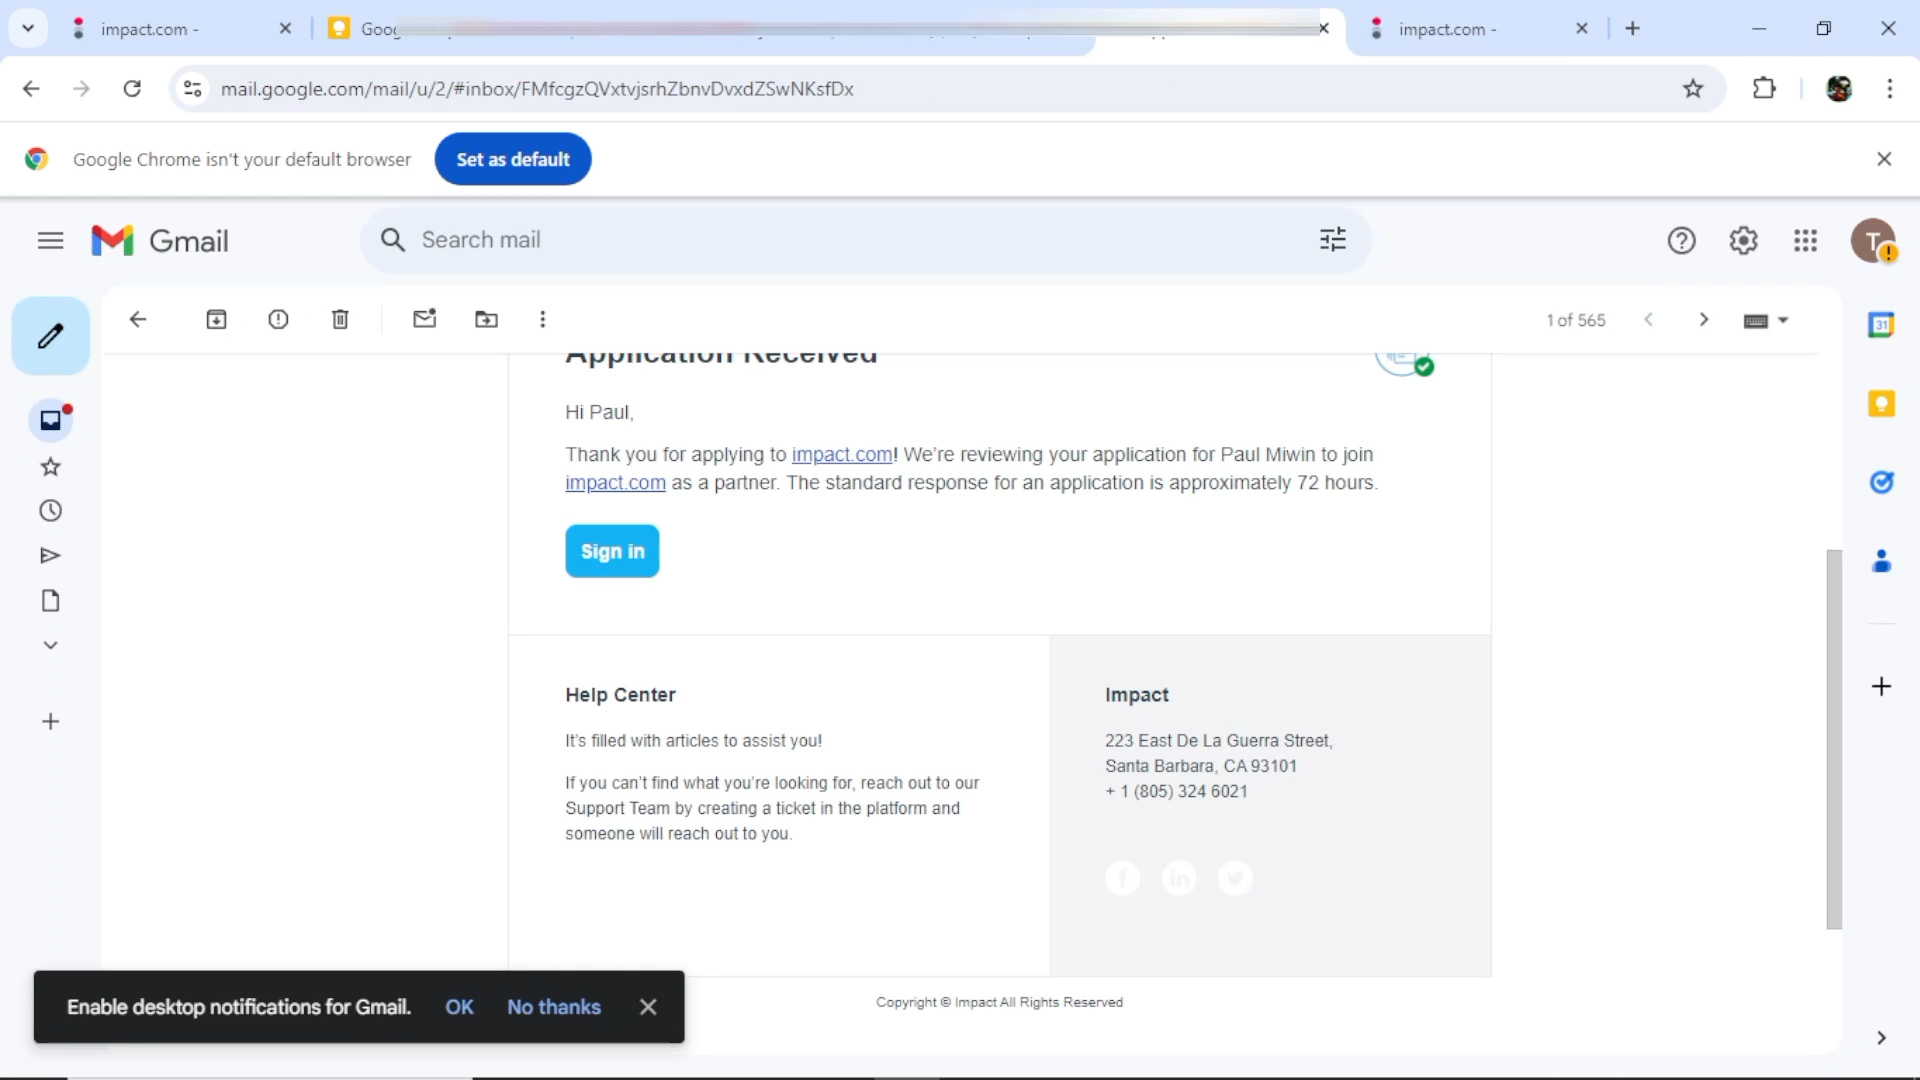 impact.com -
Goog
impact.com -
mail.google.com/mail/u/2/#inbox/FMfcgzQVxtvjsrhZbnvDvxdZSwNKsfDx
Google Chrome isn't your default browser
Set as default
Gmail
Search mail
T
1 of 565
31
Application Received
Hi Paul,
Thank you for applying to impact.com! We're reviewing your application for Paul Miwin to join
impact.com as a partner. The standard response for an application is approximately 72 hours.
Sign in
Help Center
It's filled with articles to assist you!
If you can't find what you're looking for, reach out to our
Support Team by creating a ticket in the platform and
someone will reach out to you.
Impact
223 East De La Guerra Street,
Santa Barbara, CA 93101
+ 1 (805) 324 6021
f in
Enable desktop notifications for Gmail. OK No thanks
Copyright © Impact All Rights Reserved